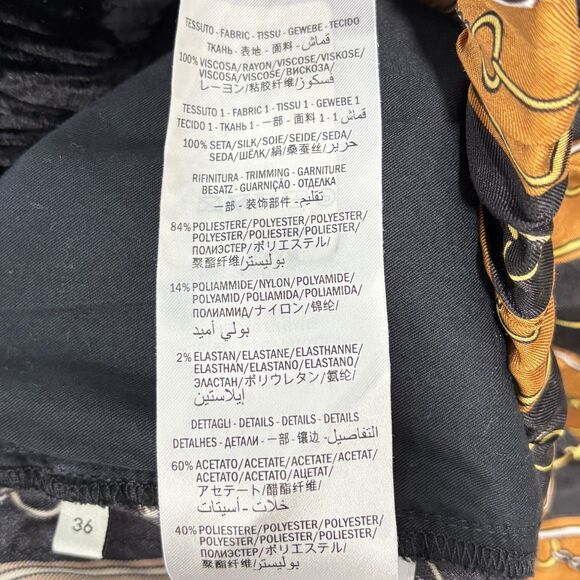 TESSUTO - FABRIC - TISSU - GEWEBE - TECIDO
ТКАНЬ - 表地 - 面料 - قماش
100% VISCOSA/RAYON/VISCOSE/VISKOSE/
VISCOSA/VISCOSE/ВИСКОЗА/
レーヨン/粘胶纤维/فسكوز
TESSUTO 1 - FABRIC 1 - TISSU 1 - GEWEBE 1
TECIDO 1 - ТКАНЬ 1 - 一部 - 面料 1 - قماش 1
100% SETA/SILK/SOIE/SEIDE/SEDA/
SEDA/ШЁЛК/絹/桑蚕丝/حرير
RIFINITURA - TRIMMING - GARNITURE
BESATZ - GUARNIÇÃO - ОТДЕЛКА
一部 - 装饰部件 - تقليم
84% POLIESTERE/POLYESTER/POLYESTER/
POLYESTER/POLIESTER/POLIESTER/
ПОЛИЭСТЕР/ポリエステル/
聚酯纤维/بوليستر
14% POLIAMMIDE/NYLON/POLYAMIDE/
POLYAMID/POLIAMIDA/POLIAMIDA/
ПОЛИАМИД/ナイロン/锦纶/
بولي أميد
2% ELASTAN/ELASTANE/ELASTHANNE/
ELASTHAN/ELASTANO/ELASTANO/
ЭЛАСТАН/ポリウレタン/氨纶/
إيلاستين
DETTAGLI - DETAILS - DETAILS - DETAILS
DETALHES - ДЕТАЛИ - 一部 - 镶边 - التفاصيل
60% ACETATO/ACETATE/ACETATE/ACETAT/
ACETATO/ACETATO/АЦЕТАТ/
アセテート/醋酯纤维/
خلات - أسيتات
40% POLIESTERE/POLYESTER/POLYESTER/
POLYESTER/POLIESTER/POLIESTER/
ПОЛИЭСТЕР/ポリエステル/
聚酯纤维/بوليستر
36